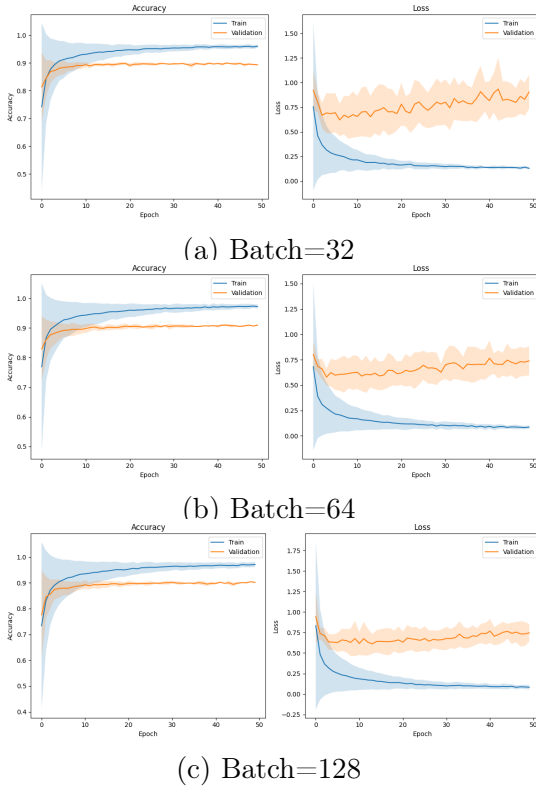 Accuracy Loss
1.0
0.9
0.8
0.7
0.6
0.5
Accuracy
0 10 20 30 40 50
Epoch
Train
Validation
1.50
1.25
1.00
0.75
0.50
0.25
0.00
Loss
0 10 20 30 40 50
Epoch
Train
Validation
(a) Batch=32
Accuracy Loss
1.0
0.9
0.8
0.7
0.6
0.5
Accuracy
0 10 20 30 40 50
Epoch
Train
Validation
1.50
1.25
1.00
0.75
0.50
0.25
0.00
Loss
0 10 20 30 40 50
Epoch
Train
Validation
(b) Batch=64
Accuracy Loss
1.0
0.9
0.8
0.7
0.6
0.5
0.4
Accuracy
0 10 20 30 40 50
Epoch
Train
Validation
1.75
1.50
1.25
1.00
0.75
0.50
0.25
0.00
−0.25
Loss
0 10 20 30 40 50
Epoch
Train
Validation
(c) Batch=128